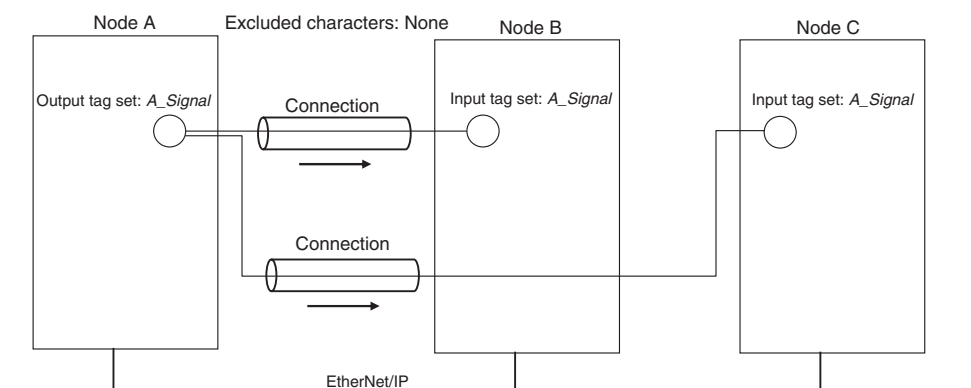 Node A
Excluded characters: None
Node B
Node C
Output tag set: A_Signal
Connection
Input tag set: A_Signal
Input tag set: A_Signal
Connection
EtherNet/IP